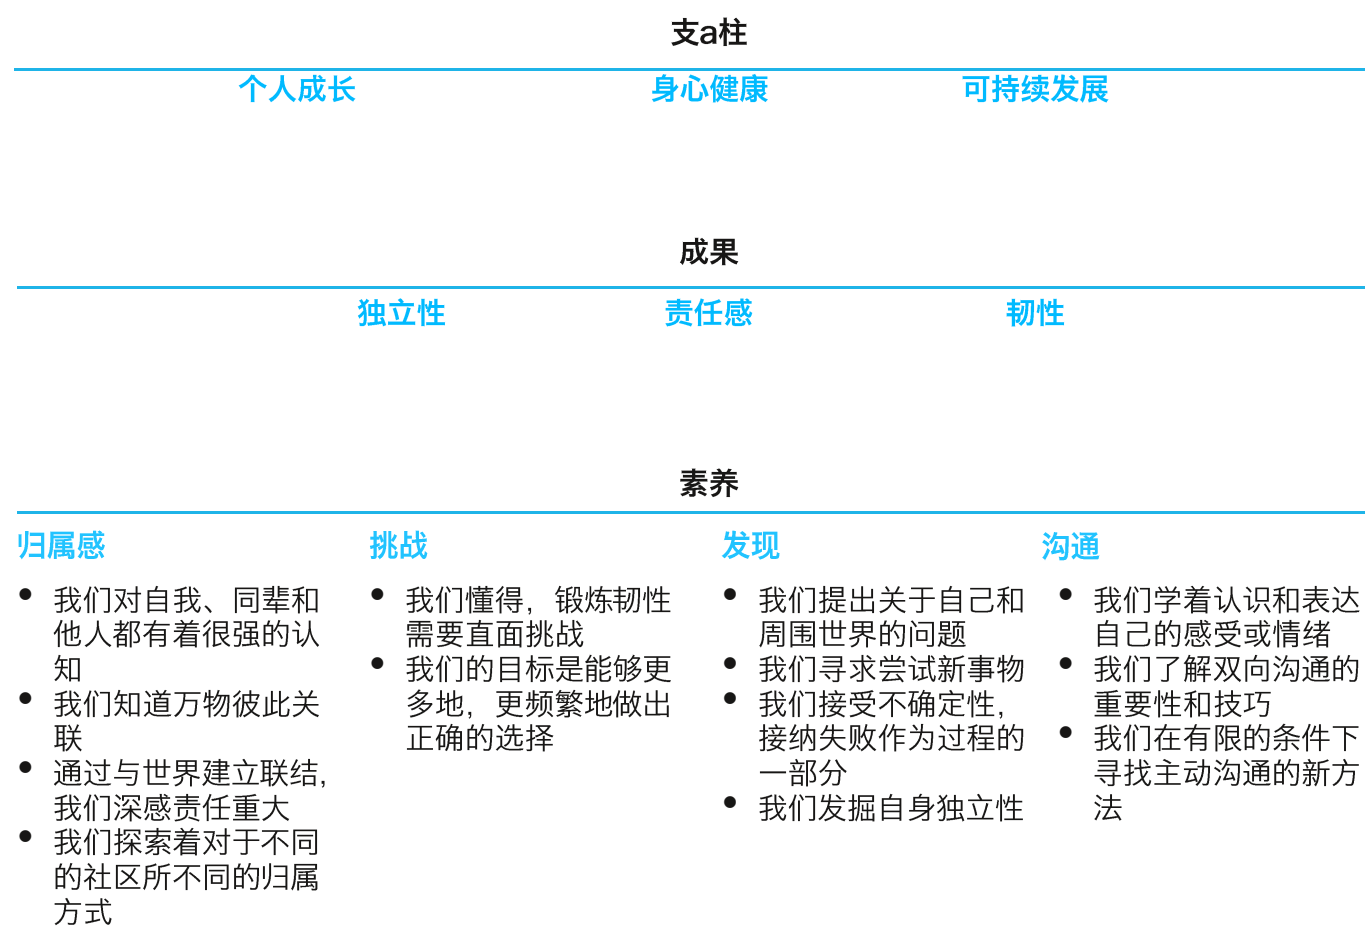 支a柱
个人成长 身心健康 可持续发展
成果
独立性 责任感 韧性
素养
归属感
• 我们对自我、同辈和
他人都有着很强的认
知
• 我们知道万物彼此关
联
• 通过与世界建立联结,
我们深感责任重大
• 我们探索着对于不同
的社区所不同的归属
方式
挑战
• 我们懂得，锻炼韧性
需要直面挑战
• 我们的目标是能够更
多地，更频繁地做出
正确的选择
发现
• 我们提出关于自己和
周围世界的问题
• 我们寻求尝试新事物
• 我们接受不确定性,
接纳失败作为过程的
一部分
• 我们发掘自身独立性
沟通
• 我们学着认识和表达
自己的感受或情绪
• 我们了解双向沟通的
重要性和技巧
• 我们在有限的条件下
寻找主动沟通的新方
法